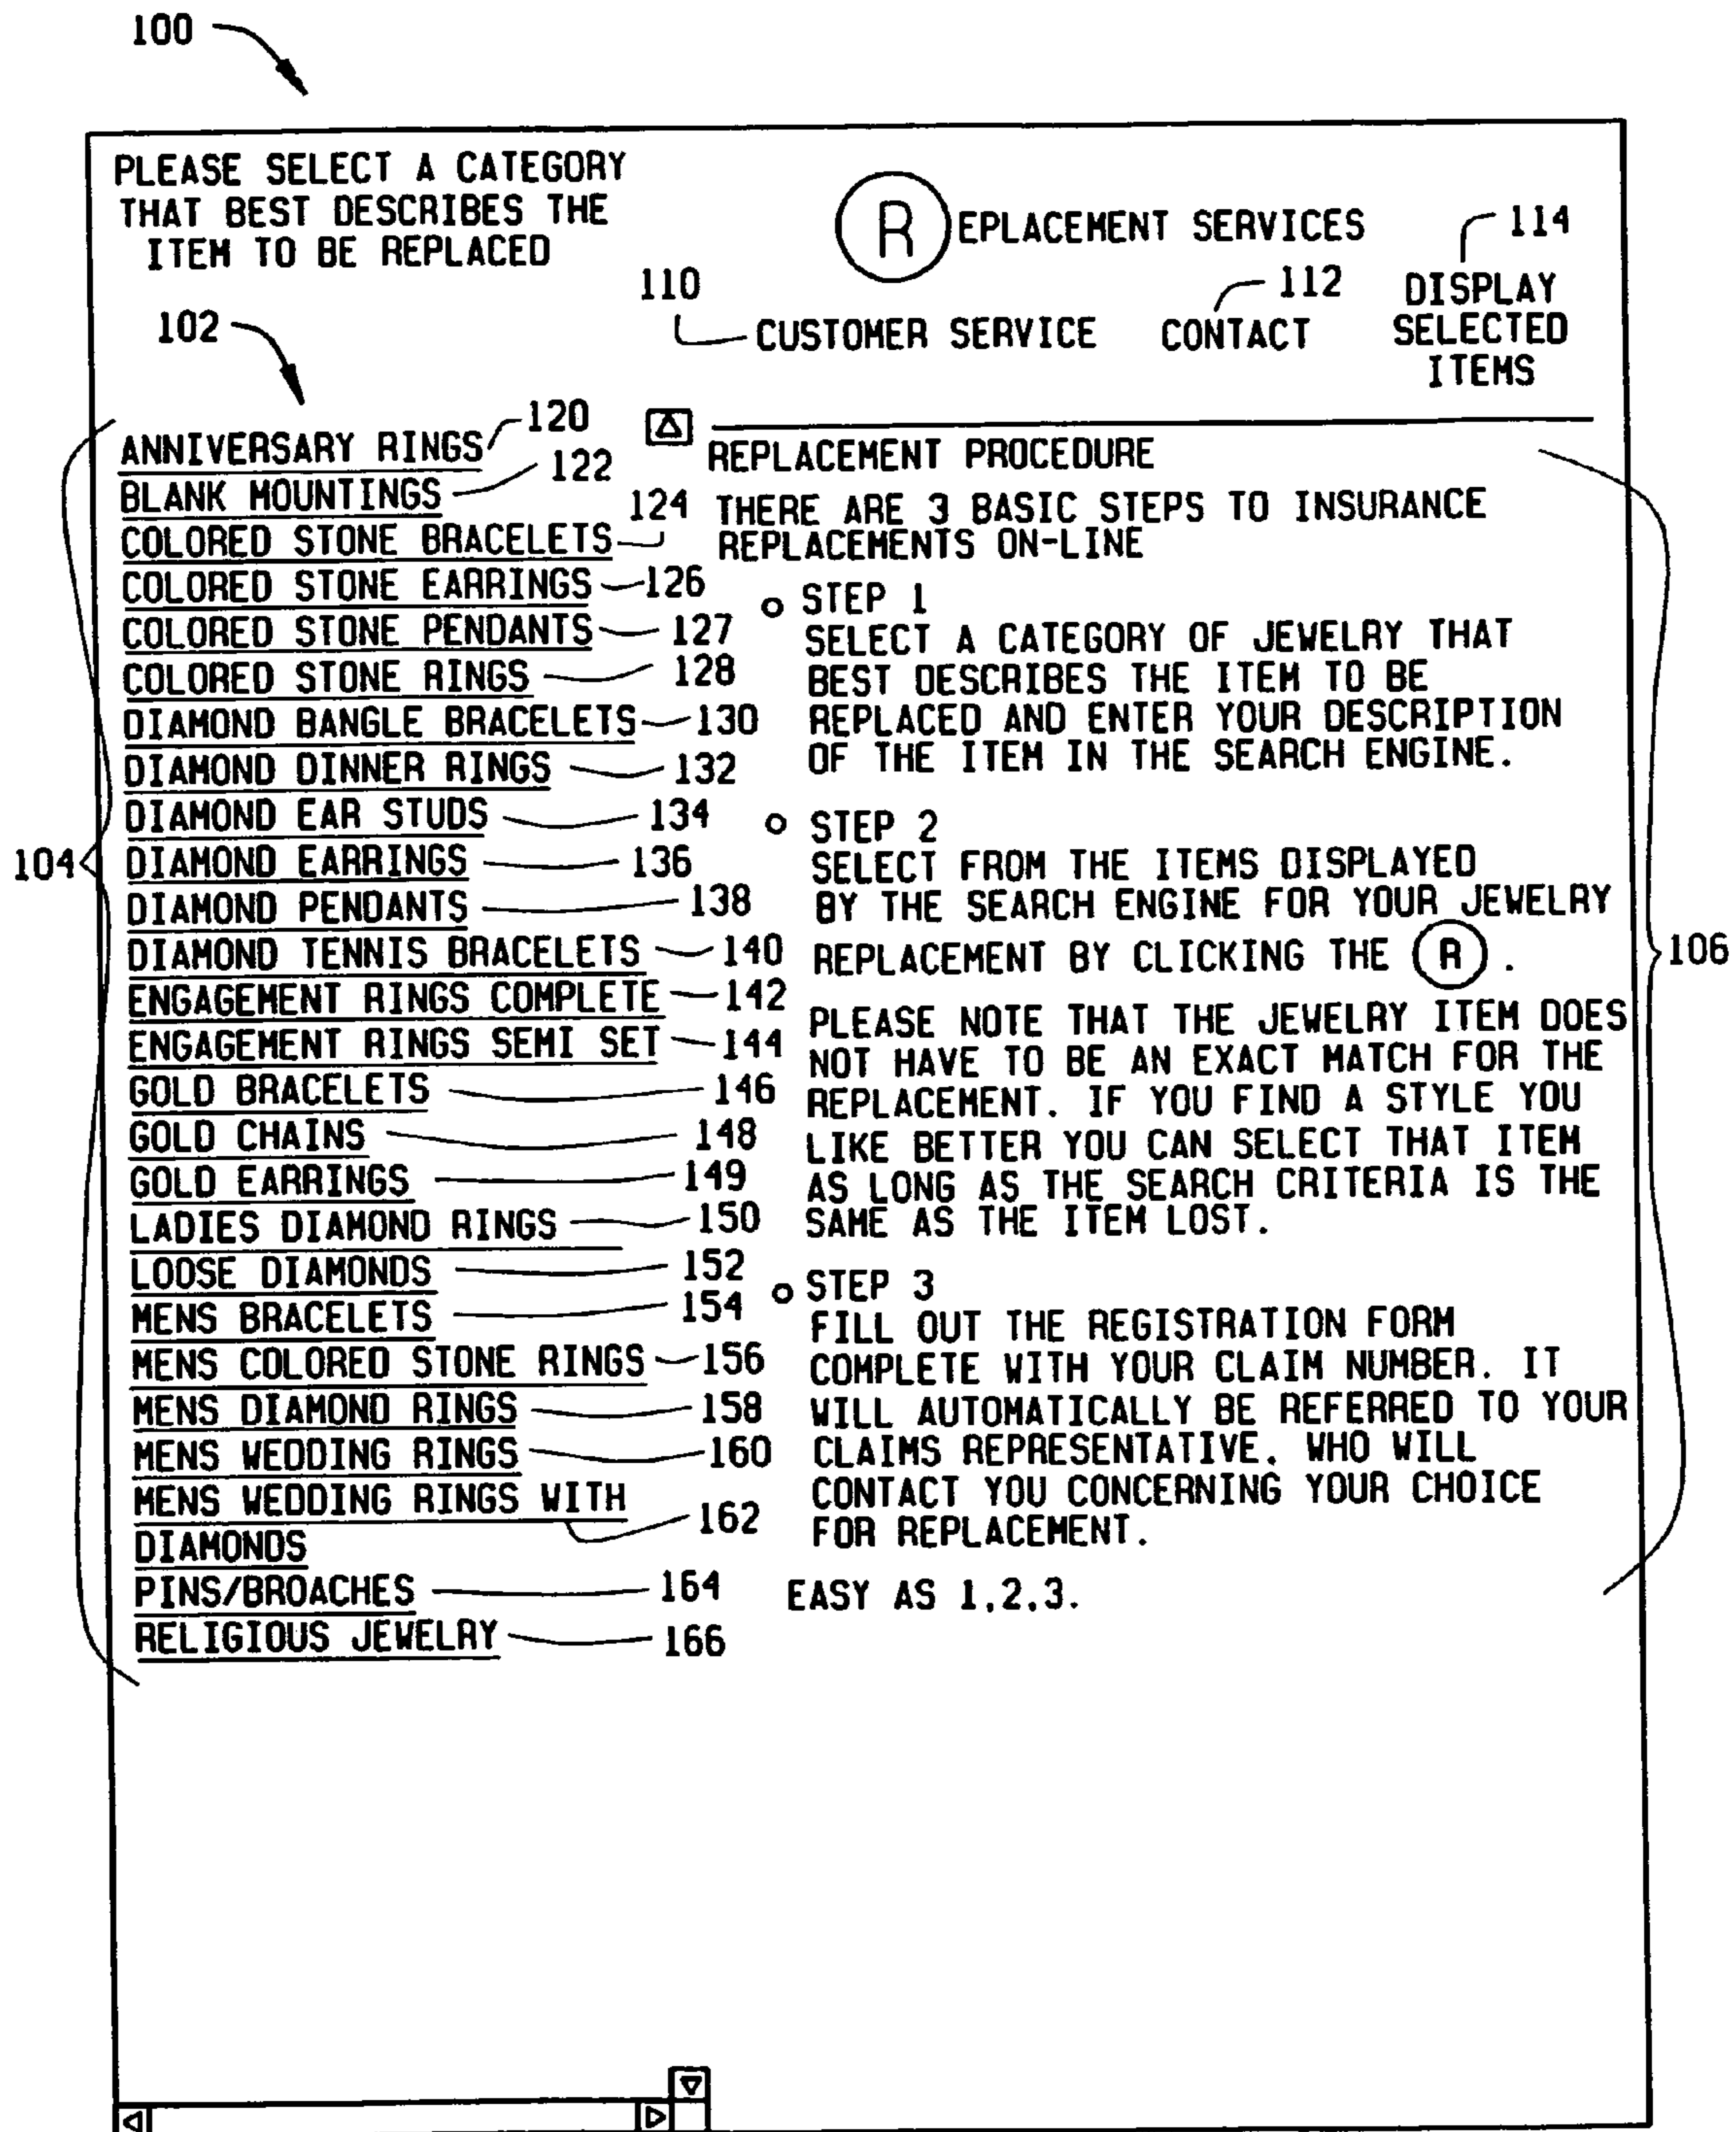 100
PLEASE SELECT A CATEGORY
THAT BEST DESCRIBES THE
ITEM TO BE REPLACED
REPLACEMENT SERVICES
114
110
112
DISPLAY
SELECTED
ITEMS
102
CUSTOMER SERVICE CONTACT
ANNIVERSARY RINGS 120
BLANK MOUNTINGS 122
COLORED STONE BRACELETS 124
COLORED STONE EARRINGS 126
COLORED STONE PENDANTS 127
COLORED STONE RINGS 128
DIAMOND BANGLE BRACELETS 130
DIAMOND DINNER RINGS 132
DIAMOND EAR STUDS 134
104
DIAMOND EARRINGS 136
DIAMOND PENDANTS 138
DIAMOND TENNIS BRACELETS 140
ENGAGEMENT RINGS COMPLETE 142
ENGAGEMENT RINGS SEMI SET 144
GOLD BRACELETS 146
GOLD CHAINS 148
GOLD EARRINGS 149
LADIES DIAMOND RINGS 150
LOOSE DIAMONDS 152
MENS BRACELETS 154
MENS COLORED STONE RINGS 156
MENS DIAMOND RINGS 158
MENS WEDDING RINGS 160
MENS WEDDING RINGS WITH
DIAMONDS 162
PINS/BROACHES 164
RELIGIOUS JEWELRY 166
REPLACEMENT PROCEDURE
THERE ARE 3 BASIC STEPS TO INSURANCE
REPLACEMENTS ON-LINE
STEP 1
SELECT A CATEGORY OF JEWELRY THAT
BEST DESCRIBES THE ITEM TO BE
REPLACED AND ENTER YOUR DESCRIPTION
OF THE ITEM IN THE SEARCH ENGINE.
STEP 2
SELECT FROM THE ITEMS DISPLAYED
BY THE SEARCH ENGINE FOR YOUR JEWELRY
REPLACEMENT BY CLICKING THE R .
106
PLEASE NOTE THAT THE JEWELRY ITEM DOES
NOT HAVE TO BE AN EXACT MATCH FOR THE
REPLACEMENT. IF YOU FIND A STYLE YOU
LIKE BETTER YOU CAN SELECT THAT ITEM
AS LONG AS THE SEARCH CRITERIA IS THE
SAME AS THE ITEM LOST.
STEP 3
FILL OUT THE REGISTRATION FORM
COMPLETE WITH YOUR CLAIM NUMBER. IT
WILL AUTOMATICALLY BE REFERRED TO YOUR
CLAIMS REPRESENTATIVE. WHO WILL
CONTACT YOU CONCERNING YOUR CHOICE
FOR REPLACEMENT.
EASY AS 1.2.3.